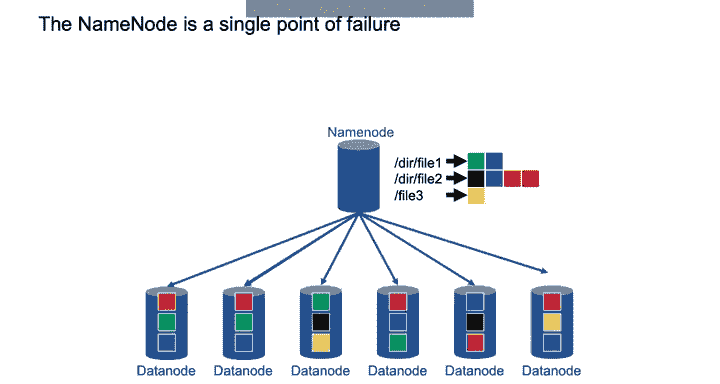 The NameNode is a single point of failure
Namenode
/dir/file1
/dir/file2
/file3
Datanode Datanode Datanode Datanode Datanode Datanode